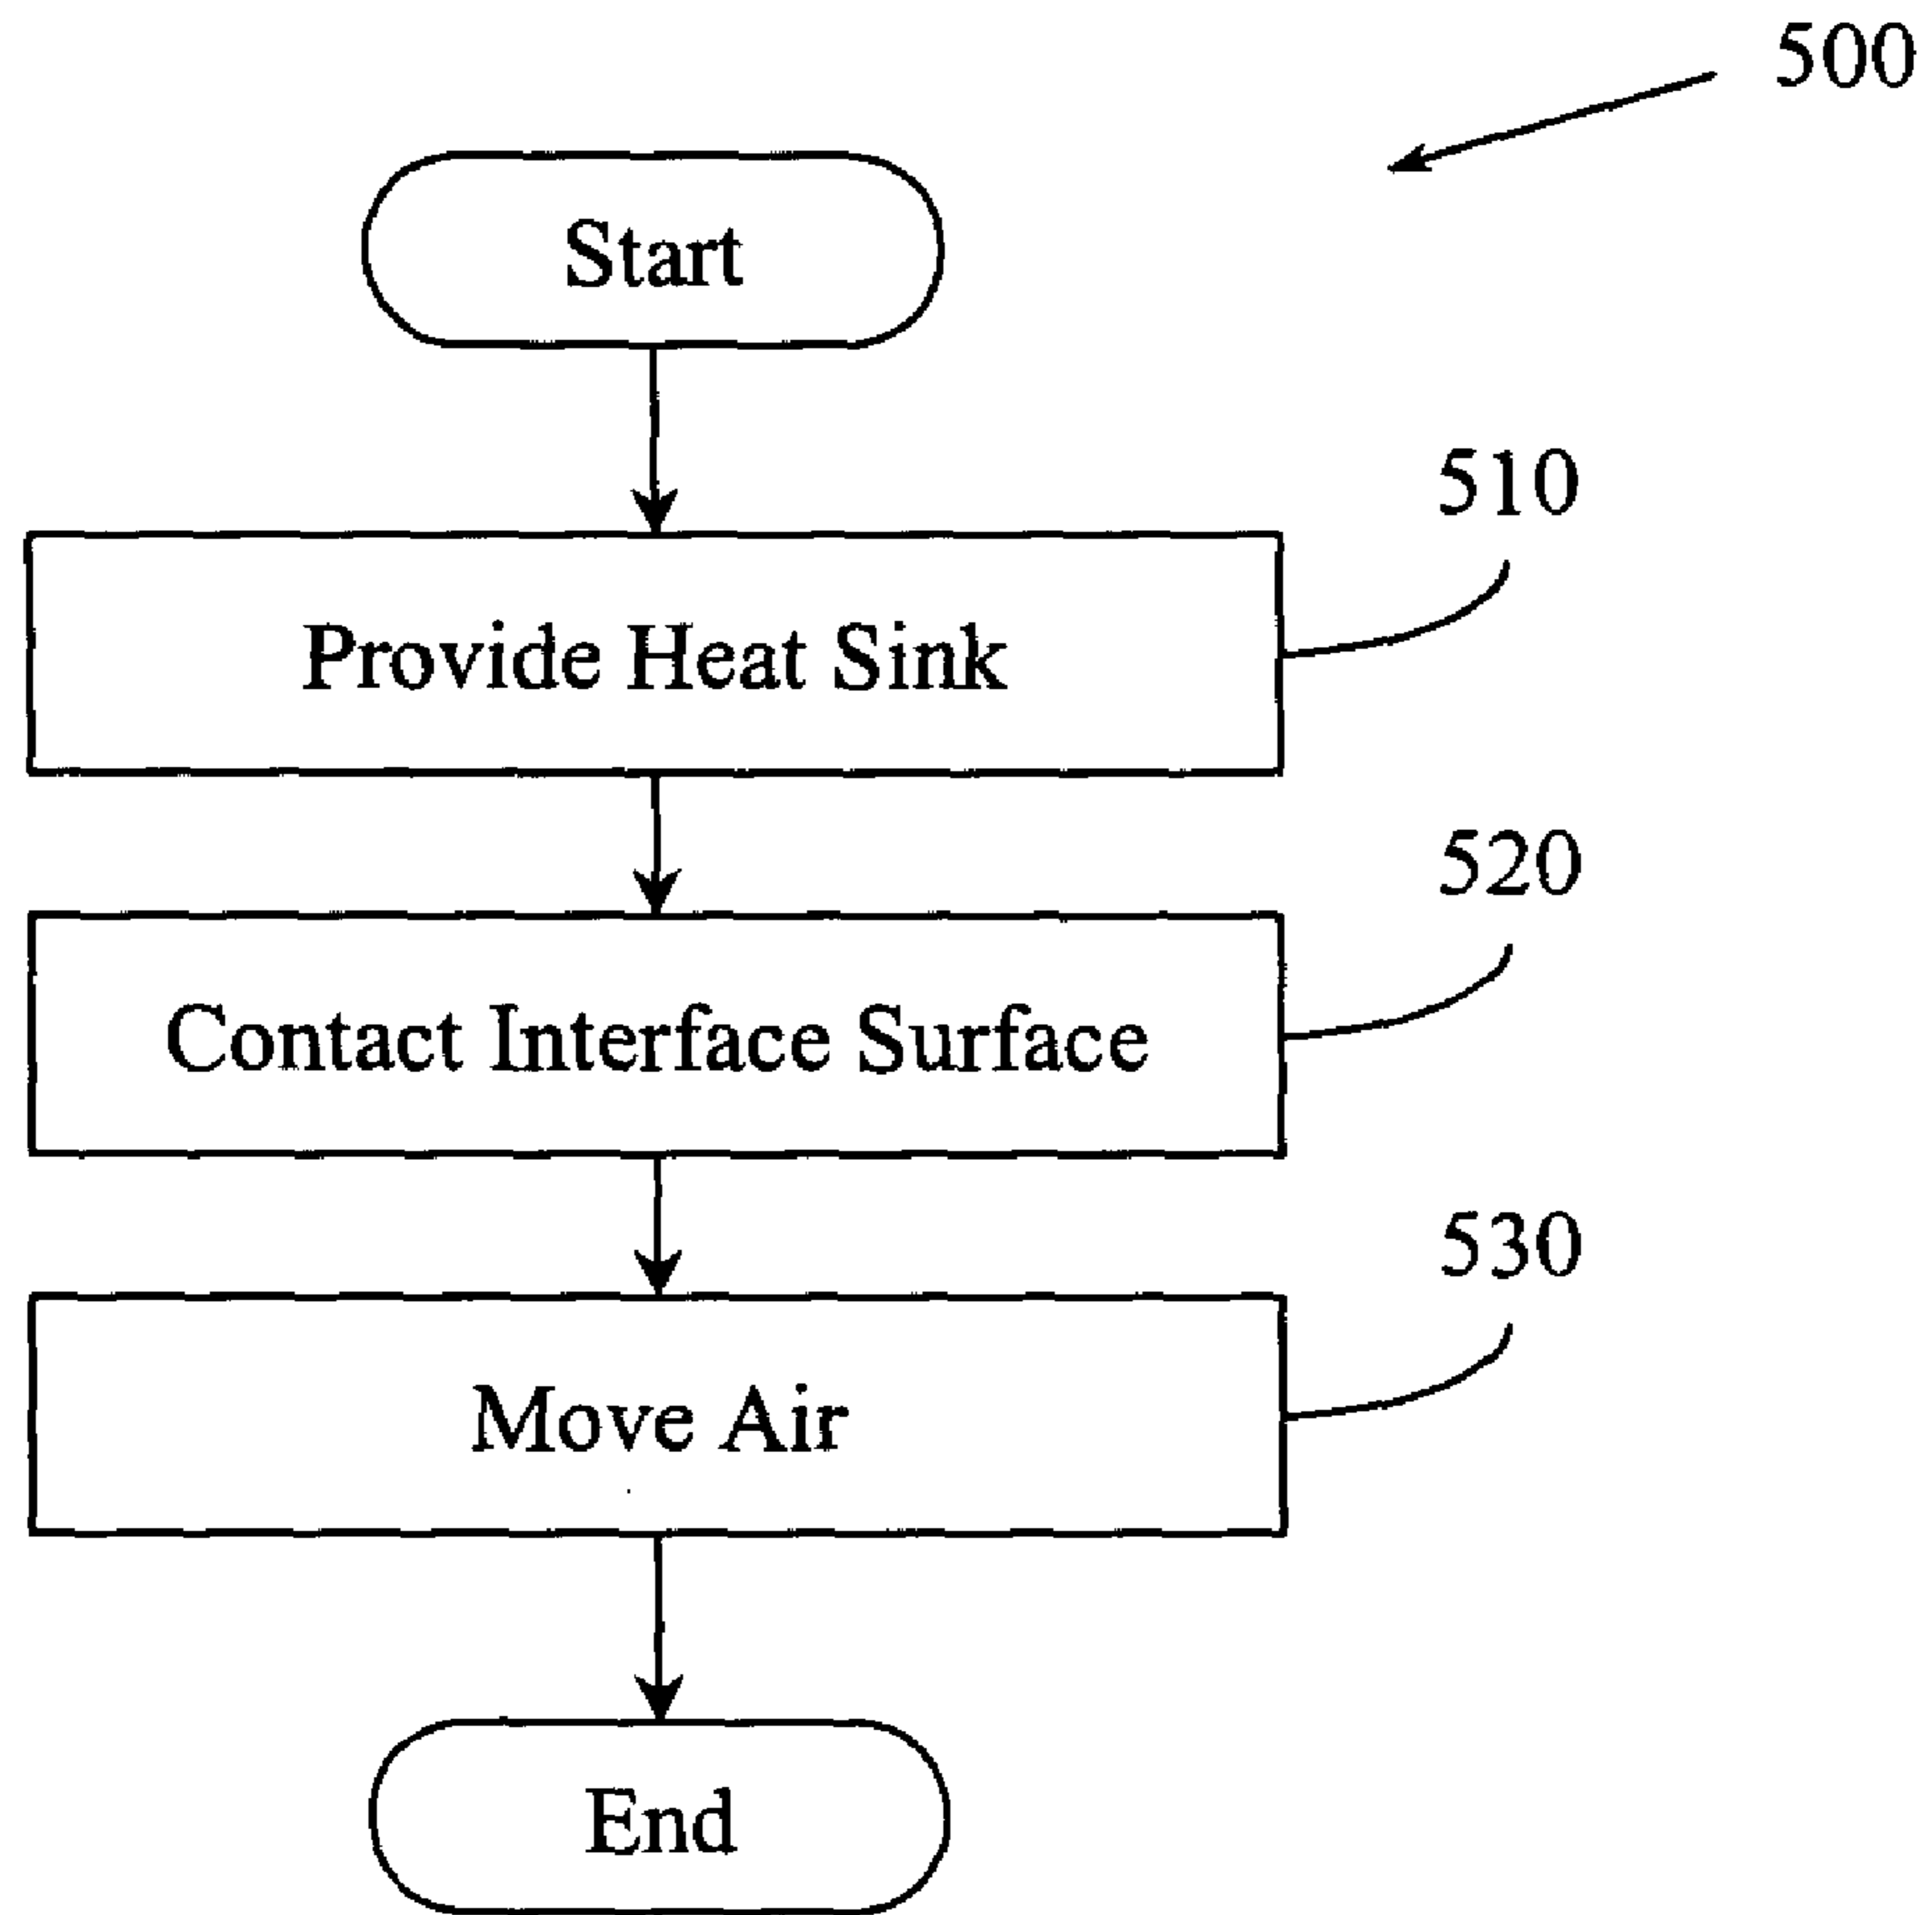 500
Start
510
Provide Heat Sink
520
Contact Interface Surface
530
Move Air
End